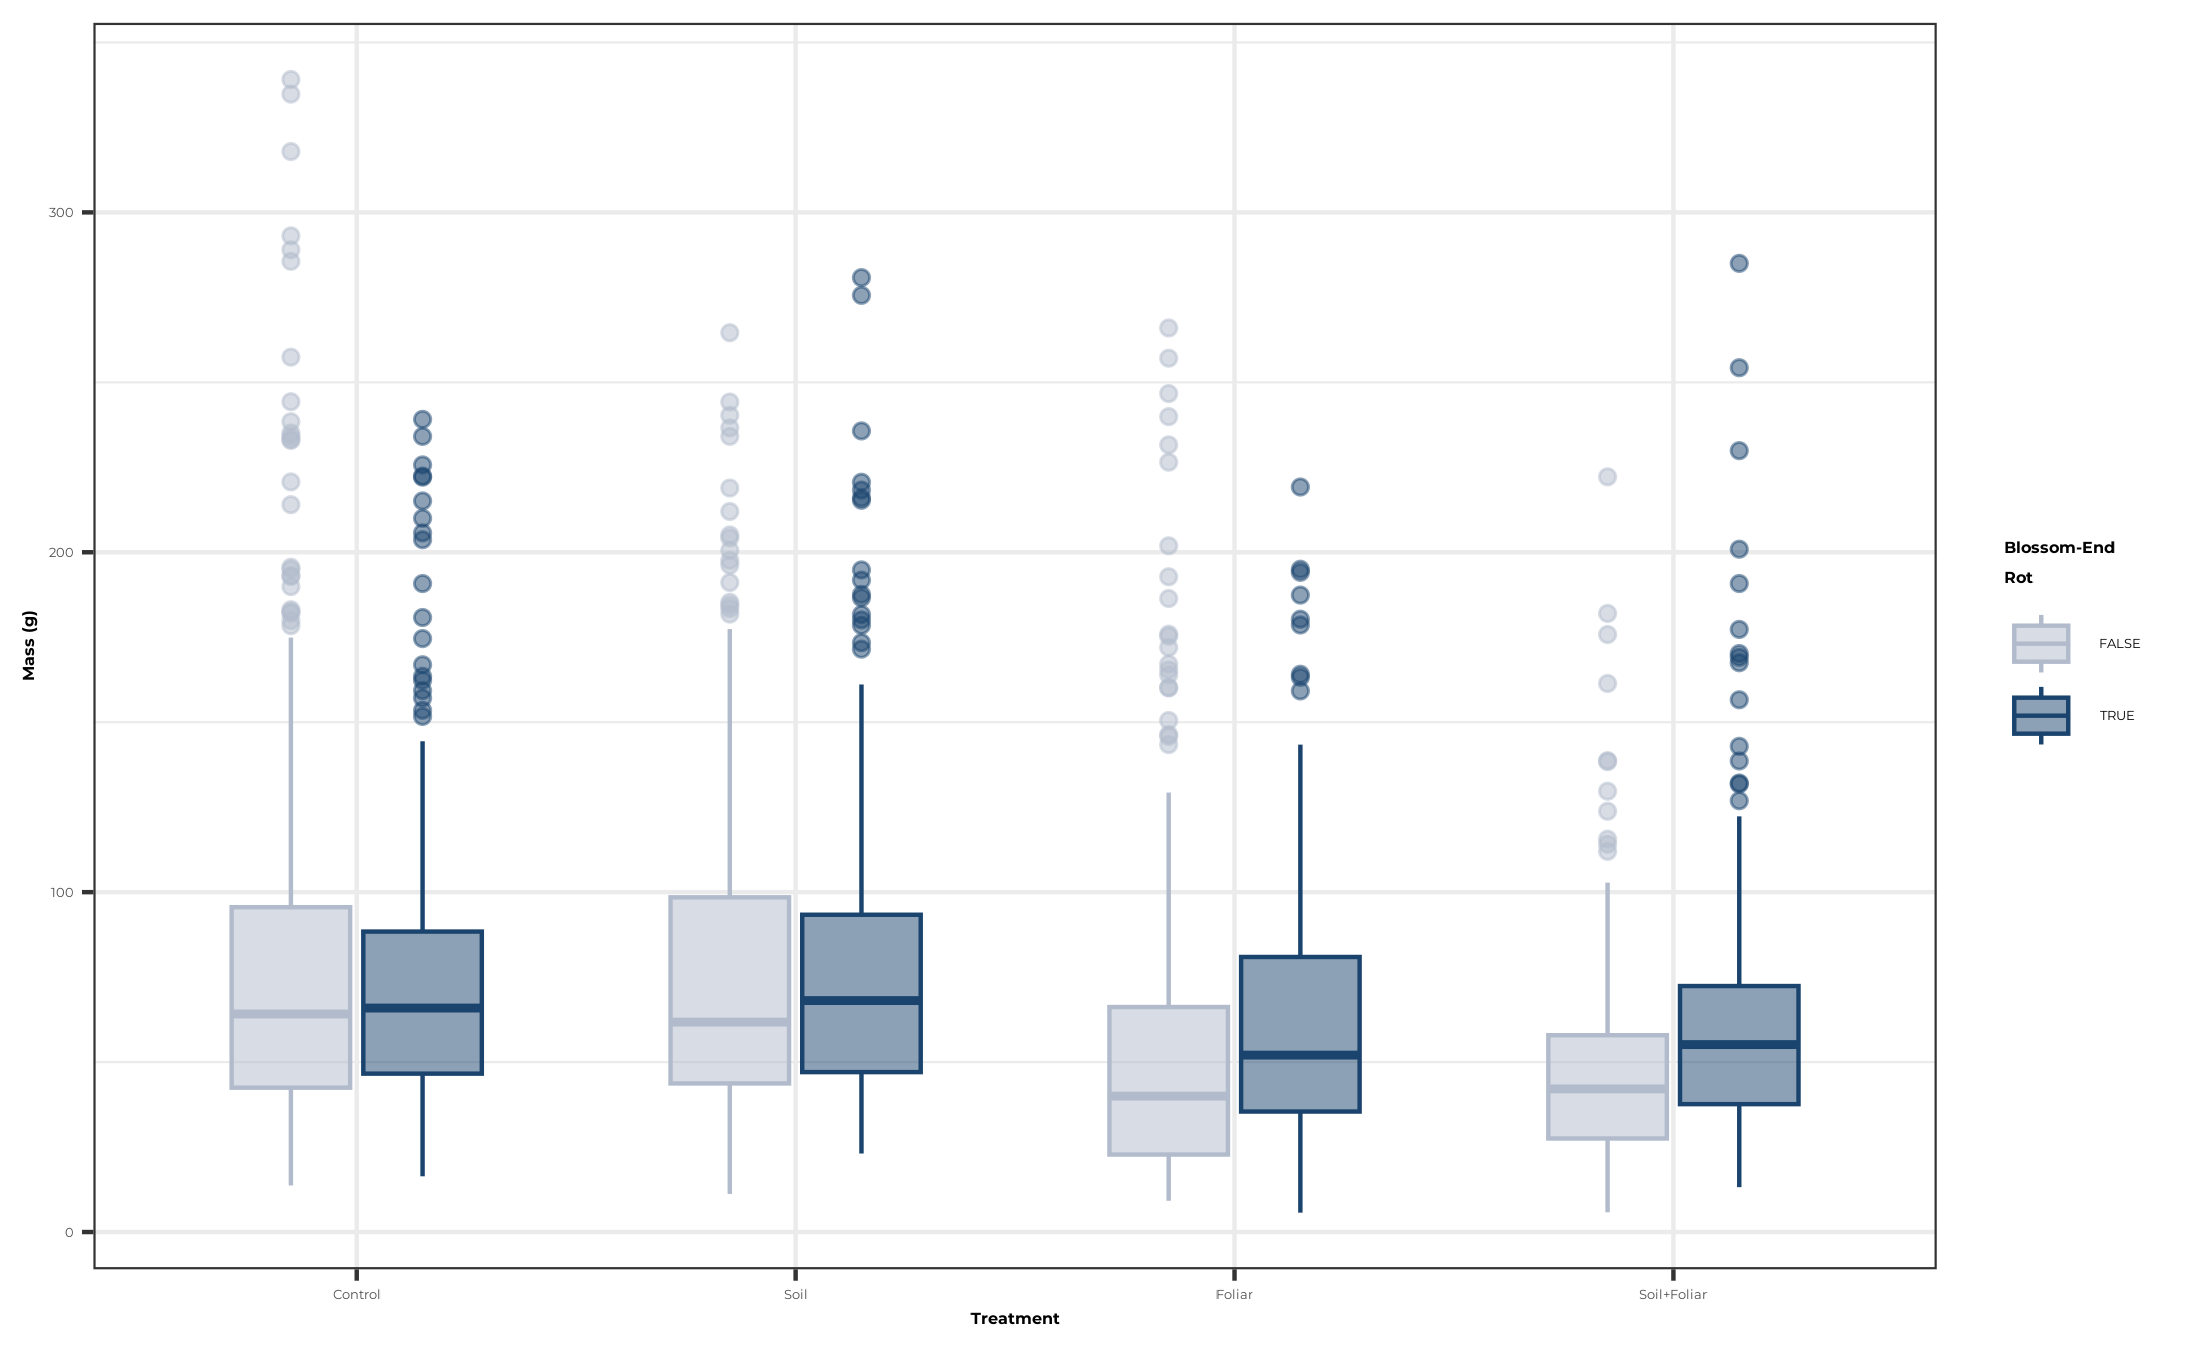 300
200
100
0
Mass (g)
Control
Soil
Foliar
Soil+Foliar
Treatment
Blossom-End
Rot
FALSE
TRUE